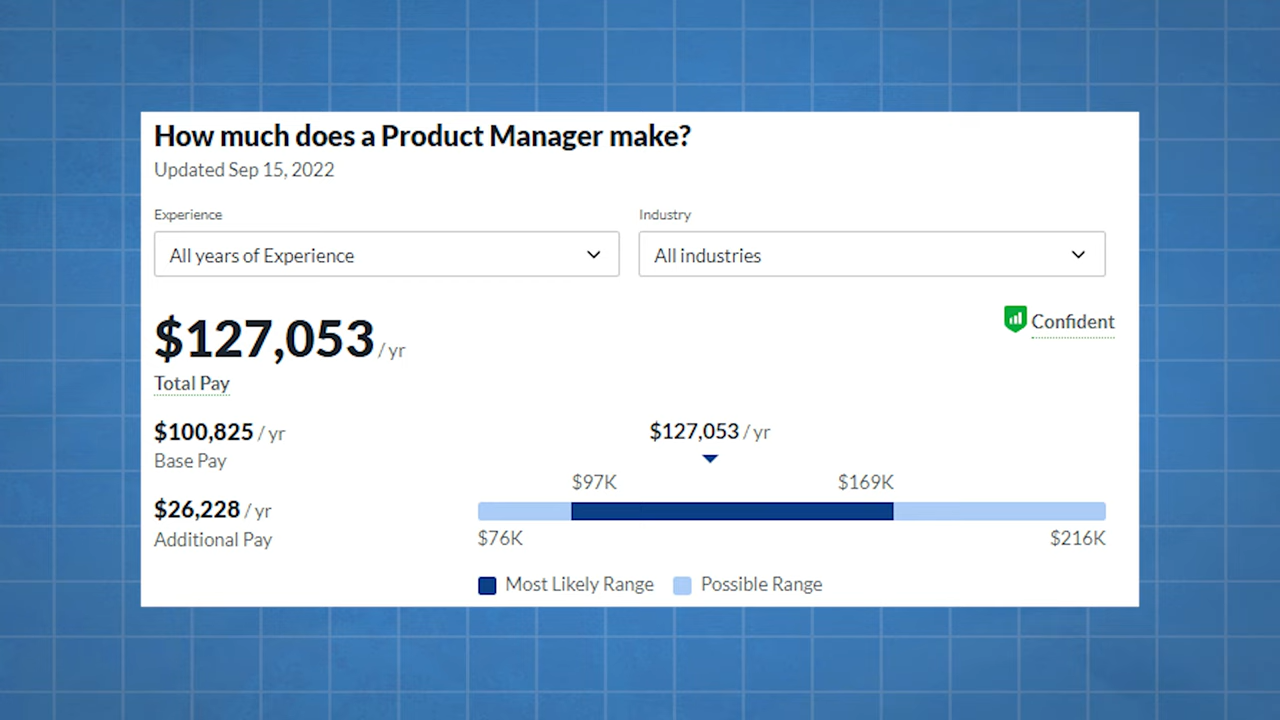 How much does a Product Manager make?
Updated Sep 15, 2022
Experience
Industry
All years of Experience
All industries
$127,053 / yr
Confident
Total Pay
$100,825 / yr
Base Pay
$26,228 / yr
Additional Pay
$127,053 / yr
$97K
$169K
$76K
$216K
Most Likely Range
Possible Range